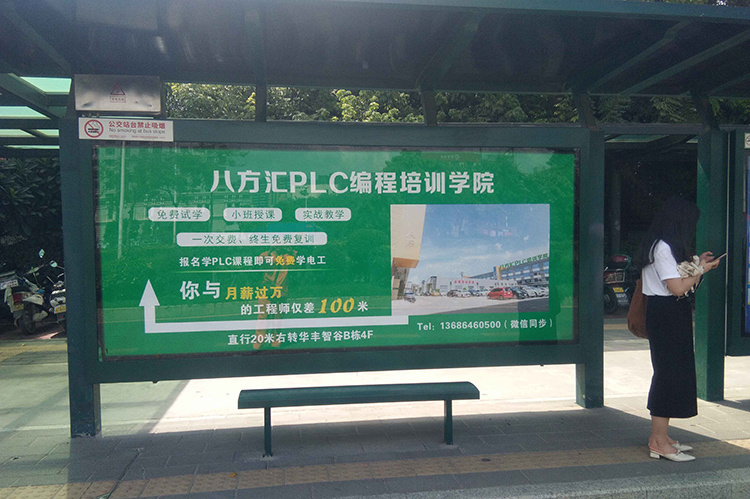 公交站台禁止吸烟
No smoking at bus stops
八方汇PLC编程培训学院
免费试学 小班授课 实战教学
一次交费、终生免费复训
报名学PLC课程即可免费学电工
你与月薪过万
的工程师仅差100米
Tel: 13686460500（微信同步）
直行20米右转华丰智谷B栋4F